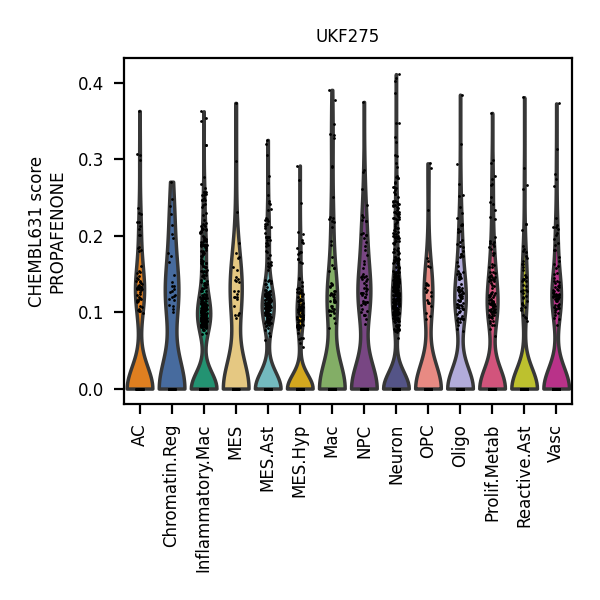 UKF275
CHEMBL631 score
PROPAFENONE
0.4
0.3
0.2
0.1
0.0
AC
Chromatin.Reg
Inflammatory.Mac
MES
MES.Ast
MES.Hyp
Mac
NPC
Neuron
OPC
Oligo
Prolif.Metab
Reactive.Ast
Vasc